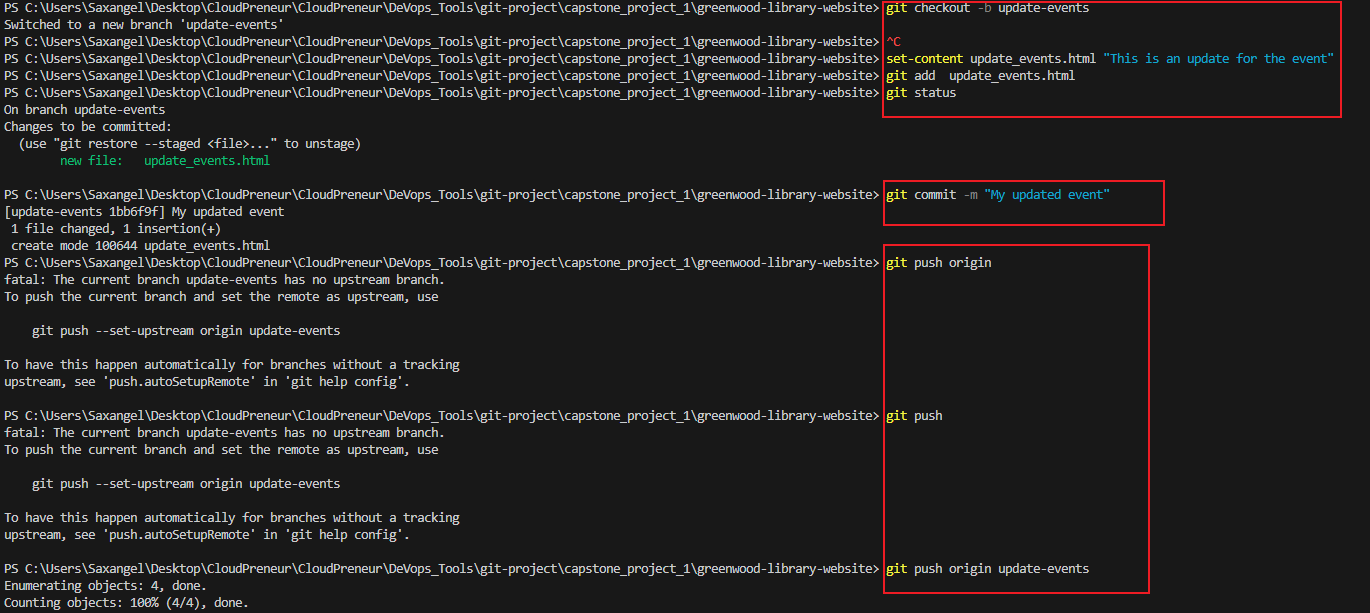 PS C:\Users\Saxangel\Desktop\CloudPreneur\CloudPreneur\DeVops_Tools\git-project\capstone_project_1\greenwood-library-website> git checkout -b update-events
Switched to a new branch 'update-events'
PS C:\Users\Saxangel\Desktop\CloudPreneur\CloudPreneur\DeVops_Tools\git-project\capstone_project_1\greenwood-library-website> ^C
PS C:\Users\Saxangel\Desktop\CloudPreneur\CloudPreneur\DeVops_Tools\git-project\capstone_project_1\greenwood-library-website> set-content update_events.html "This is an update for the event"
PS C:\Users\Saxangel\Desktop\CloudPreneur\CloudPreneur\DeVops_Tools\git-project\capstone_project_1\greenwood-library-website> git add  update_events.html
PS C:\Users\Saxangel\Desktop\CloudPreneur\CloudPreneur\DeVops_Tools\git-project\capstone_project_1\greenwood-library-website> git status
On branch update-events
Changes to be committed:
  (use "git restore --staged <file>..." to unstage)
        new file:   update_events.html

PS C:\Users\Saxangel\Desktop\CloudPreneur\CloudPreneur\DeVops_Tools\git-project\capstone_project_1\greenwood-library-website> git commit -m "My updated event"
[update-events 1bb6f9f] My updated event
 1 file changed, 1 insertion(+)
 create mode 100644 update_events.html
PS C:\Users\Saxangel\Desktop\CloudPreneur\CloudPreneur\DeVops_Tools\git-project\capstone_project_1\greenwood-library-website> git push origin
fatal: The current branch update-events has no upstream branch.
To push the current branch and set the remote as upstream, use

    git push --set-upstream origin update-events

To have this happen automatically for branches without a tracking
upstream, see 'push.autoSetupRemote' in 'git help config'.

PS C:\Users\Saxangel\Desktop\CloudPreneur\CloudPreneur\DeVops_Tools\git-project\capstone_project_1\greenwood-library-website> git push
fatal: The current branch update-events has no upstream branch.
To push the current branch and set the remote as upstream, use

    git push --set-upstream origin update-events

To have this happen automatically for branches without a tracking
upstream, see 'push.autoSetupRemote' in 'git help config'.

PS C:\Users\Saxangel\Desktop\CloudPreneur\CloudPreneur\DeVops_Tools\git-project\capstone_project_1\greenwood-library-website> git push origin update-events
Enumerating objects: 4, done.
Counting objects: 100% (4/4), done.